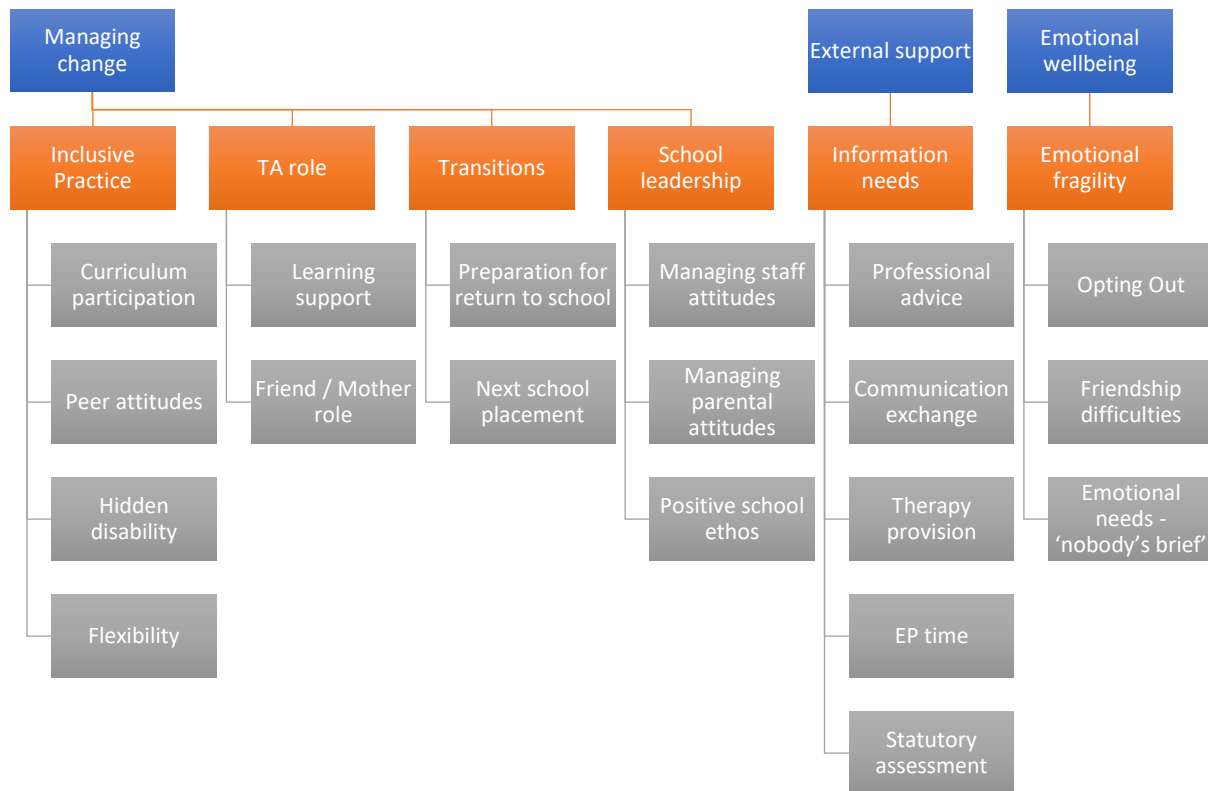 Managing
change
External support
Emotional
wellbeing
Inclusive
Practice
TA role
Transitions
School
leadership
Information
needs
Emotional
fragility
Curriculum
participation
Learning
support
Preparation for
return to school
Managing staff
attitudes
Professional
advice
Opting Out
Peer attitudes
Friend / Mother
role
Next school
placement
Managing
parental
attitudes
Communication
exchange
Friendship
difficulties
Hidden
disability
Positive school
ethos
Therapy
provision
Emotional
needs -
‘nobody’s brief’
Flexibility
EP time
Statutory
assessment